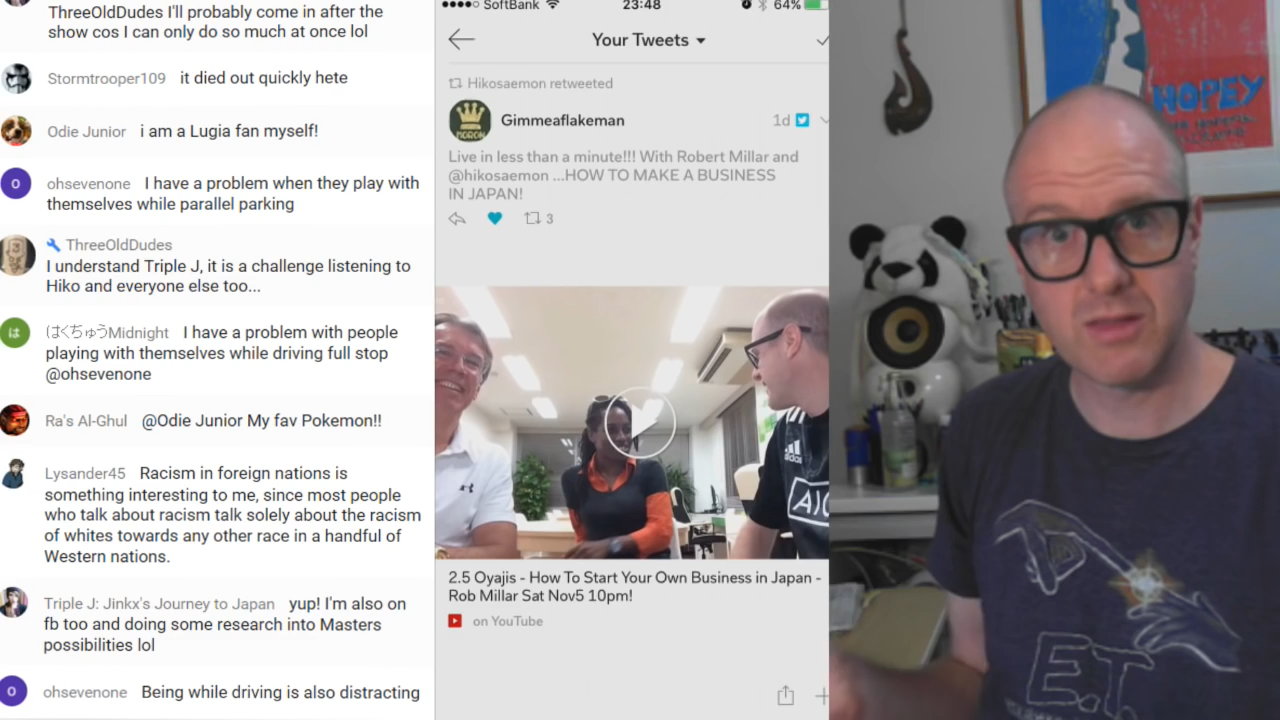 ThreeOldDudes I'll probably come in after the
show cos I can only do so much at once lol
Stormtrooper109 it died out quickly hete
Odie Junior i am a Lugia fan myself!
ohsevenone I have a problem when they play with
themselves while parallel parking
ThreeOldDudes
I understand Triple J, it is a challenge listening to
Hiko and everyone else too...
はくぢゅうMidnight I have a problem with people
playing with themselves while driving full stop
@ohsevenone
Ra's Al-Ghul @Odie Junior My fav Pokemon!!
Lysander45 Racism in foreign nations is
something interesting to me, since most people
who talk about racism talk solely about the racism
of whites towards any other race in a handful of
Western nations.
Triple J: Jinkx's Journey to Japan yup! I'm also on
fb too and doing some research into Masters
possibilities lol
ohsevenone Being while driving is also distracting
SoftBank 23:48 64%
Your Tweets
Hikosaemon retweeted
Gimmeaflakeman 1d
MORON
Live in less than a minute!!! With Robert Millar and
@hikosaemon ...HOW TO MAKE A BUSINESS
IN JAPAN!
3
adidas
AIG
2.5 Oyajis - How To Start Your Own Business in Japan -
Rob Millar Sat Nov5 10pm!
on YouTube
HOPEY
E.T.